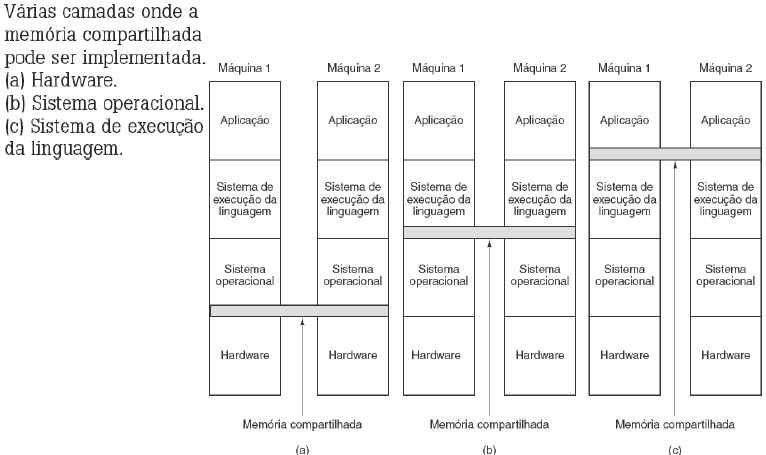 Várias camadas onde a
memória compartilhada
pode ser implementada.
(a) Hardware.
(b) Sistema operacional.
(c) Sistema de execução
da linguagem.
Máquina 1
Máquina 2
Aplicação
Aplicação
Sistema de
execução da
linguagem
Sistema de
execução da
linguagem
Sistema
operacional
Sistema
operacional
Hardware
Hardware
Memória compartilhada
(a)
Máquina 1
Máquina 2
Aplicação
Aplicação
Sistema de
execução da
linguagem
Sistema de
execução da
linguagem
Sistema
operacional
Sistema
operacional
Hardware
Hardware
Memória compartilhada
(b)
Máquina 1
Máquina 2
Aplicação
Aplicação
Sistema de
execução da
linguagem
Sistema de
execução da
linguagem
Sistema
operacional
Sistema
operacional
Hardware
Hardware
Memória compartilhada
(c)